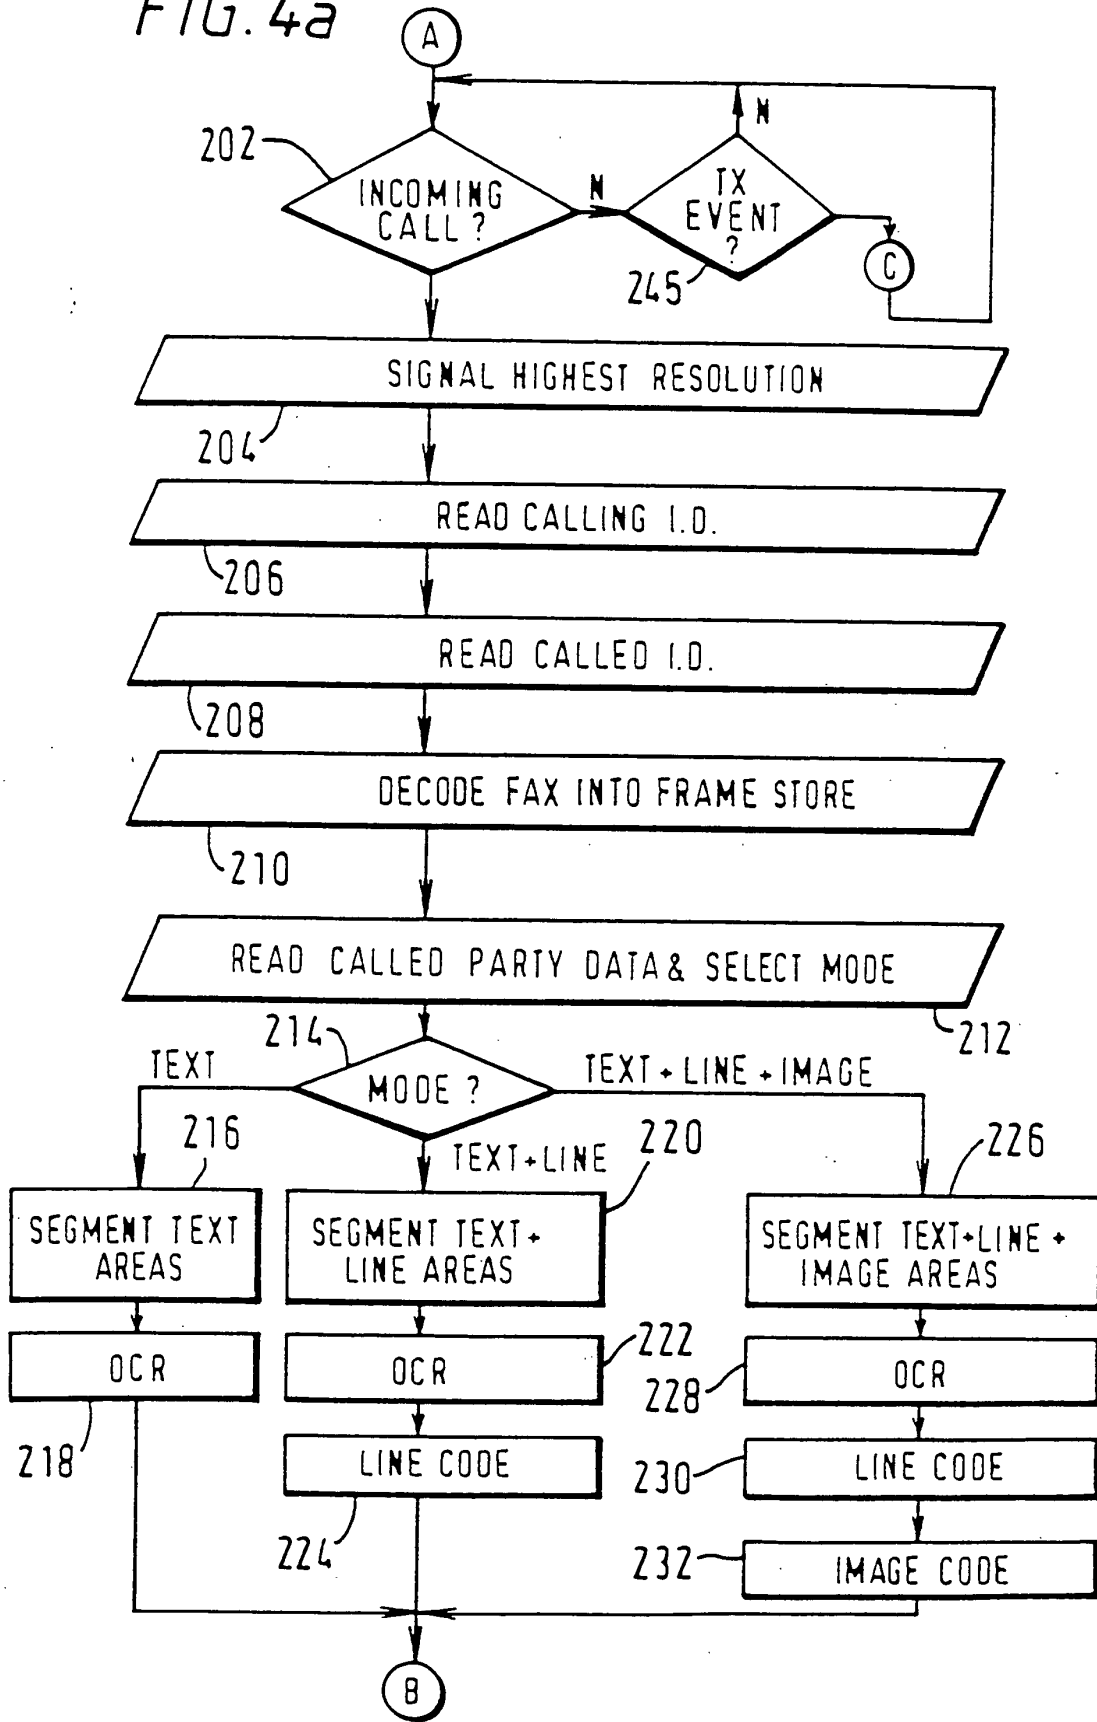 FIG. 4a
A
202
INCOMING
CALL ?
N
TX
EVENT
?
N
245
C
SIGNAL HIGHEST RESOLUTION
204
READ CALLING I.D.
206
READ CALLED I.D.
208
DECODE FAX INTO FRAME STORE
210
READ CALLED PARTY DATA & SELECT MODE
212
214
MODE ?
TEXT
TEXT+LINE
TEXT + LINE + IMAGE
216
SEGMENT TEXT
AREAS
OCR
218
220
SEGMENT TEXT +
LINE AREAS
OCR
222
LINE CODE
224
226
SEGMENT TEXT+LINE +
IMAGE AREAS
OCR
228
LINE CODE
230
IMAGE CODE
232
B